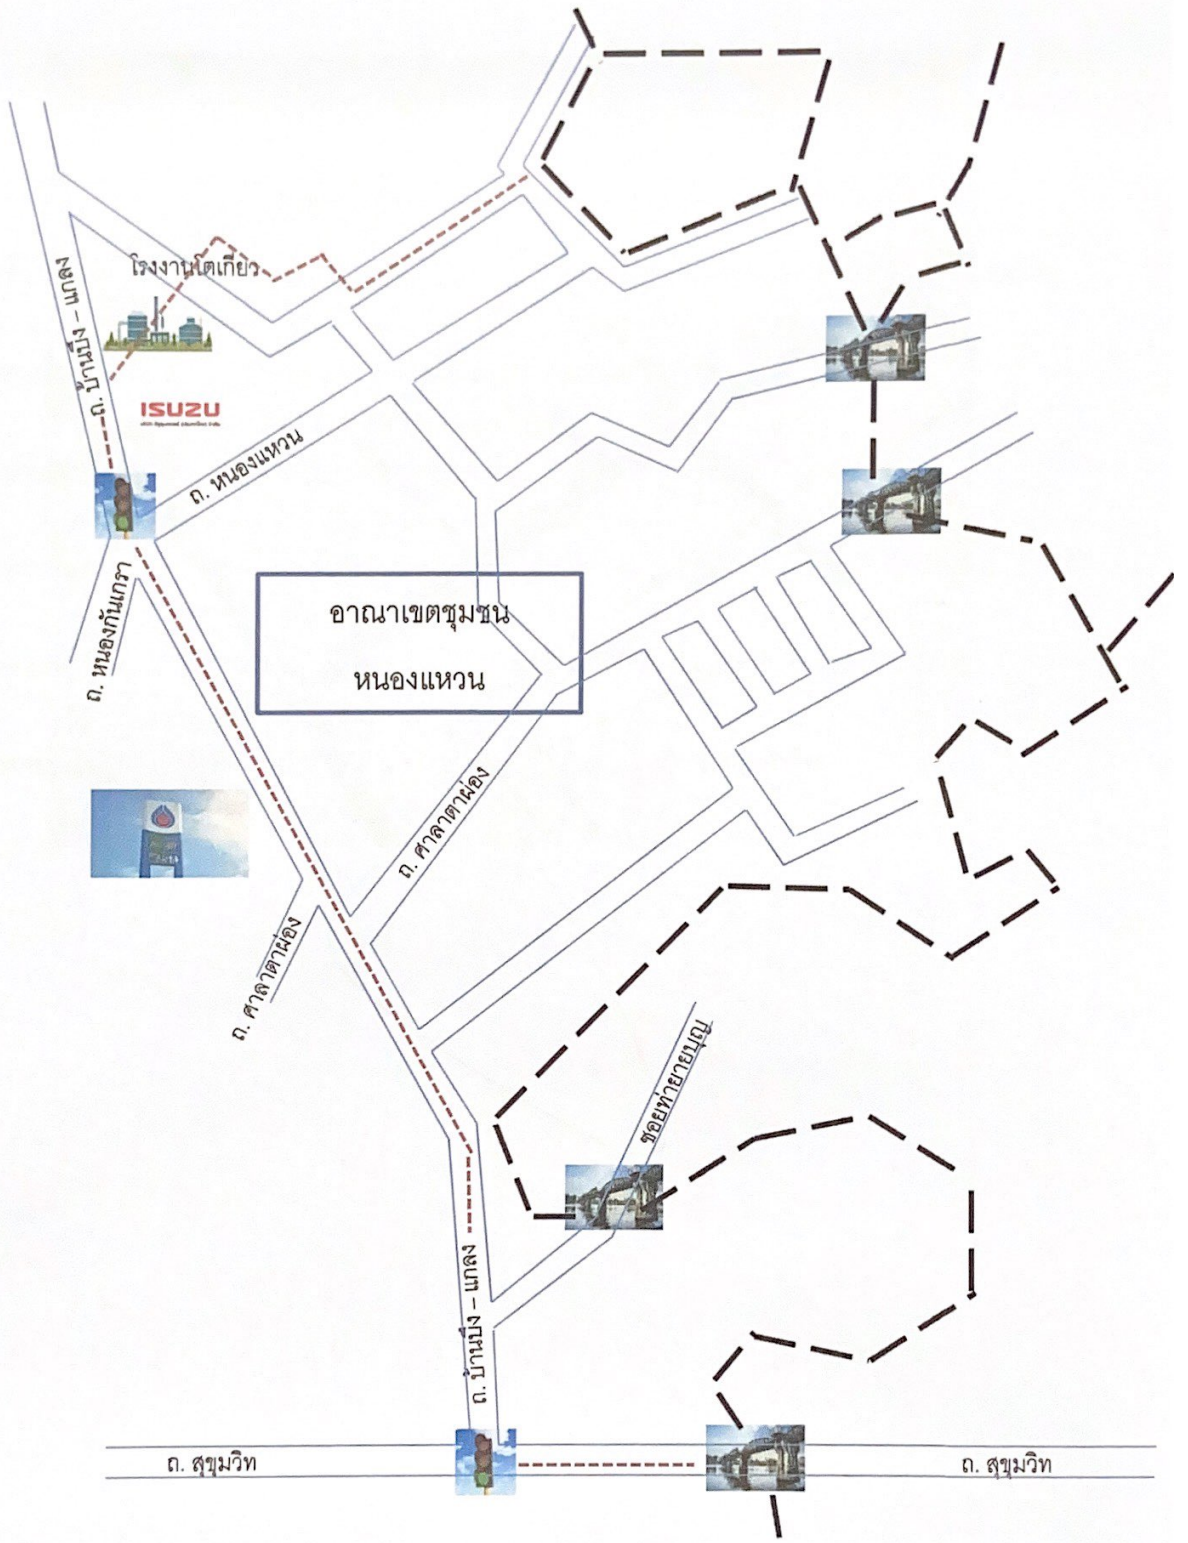 โรงงานโตเกียว
ถ. บ้านบึง – แกลง
ISUZU
ถ. หนองแหวน
ถ. หนองกันเกรา
อาณาเขตชุมชน
หนองแหวน
ถ. ศาลาตาผ่อง
ถ. ศาลาตาผ่อง
ซอยท่ายายบุญ
ถ. บ้านบึง – แกลง
ถ. สุขุมวิท
ถ. สุขุมวิท